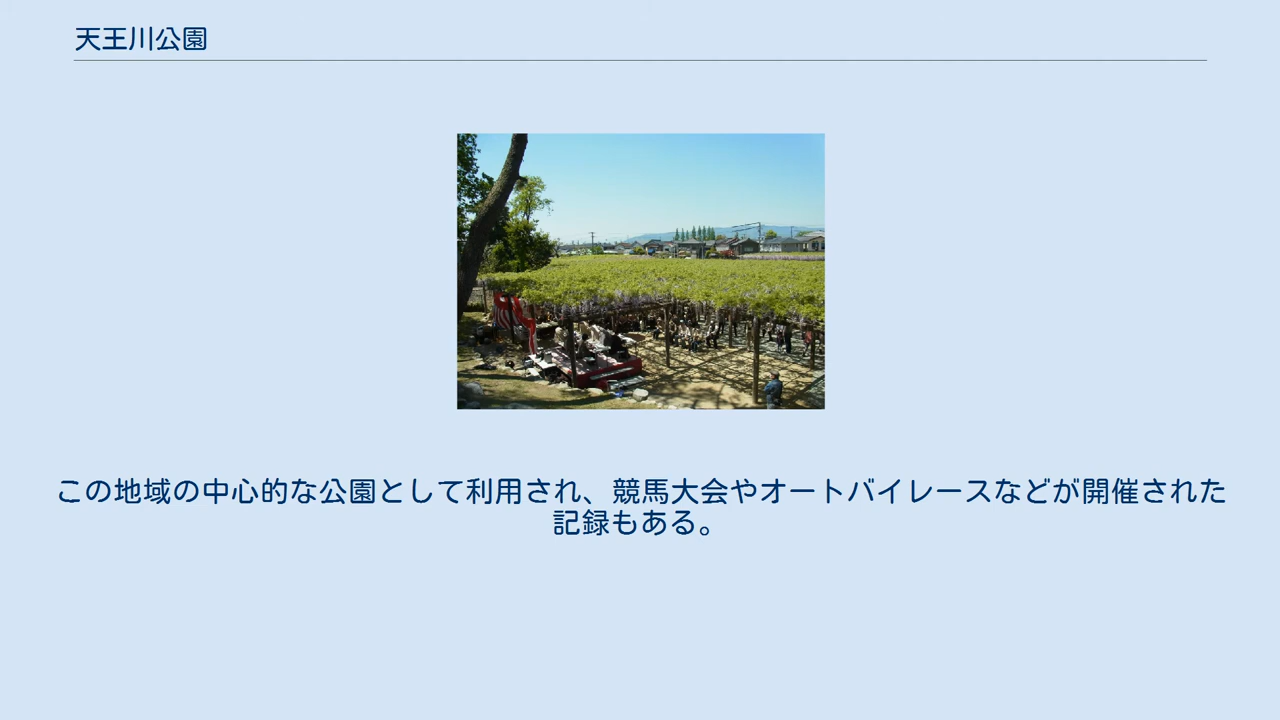 天王川公園
この地域の中心的な公園として利用され、競馬大会やオートバイレースなどが開催された
記録もある。